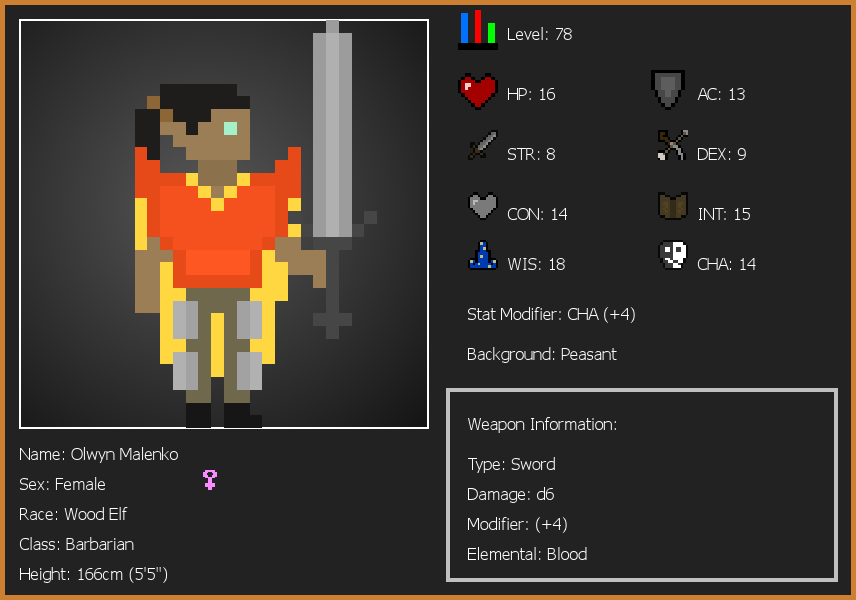 Level: 78
HP: 16
AC: 13
STR: 8
DEX: 9
CON: 14
INT: 15
WIS: 18
CHA: 14
Stat Modifier: CHA (+4)
Background: Peasant
Weapon Information:
Type: Sword
Damage: d6
Modifier: (+4)
Elemental: Blood
Name: Olwyn Malenko
Sex: Female
Race: Wood Elf
Class: Barbarian
Height: 166cm (5'5")